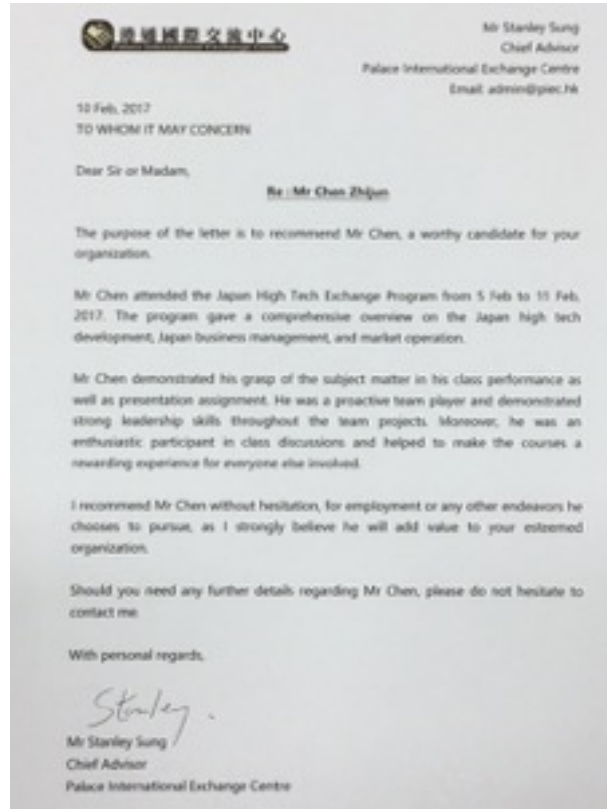 港通國際交流中心
Mr Stanley Sung
Chief Advisor
Palace International Exchange Centre
Email: admin@piec.hk
10 Feb, 2017
TO WHOM IT MAY CONCERN
Dear Sir or Madam,
Re : Mr Chen Zhijun
The purpose of the letter is to recommend Mr Chen, a worthy candidate for your
organization.
Mr Chen attended the Japan High Tech Exchange Program from 5 Feb to 11 Feb,
2017. The program gave a comprehensive overview on the Japan high tech
development, Japan business management, and market operation.
Mr Chen demonstrated his grasp of the subject matter in his class performance as
well as presentation assignment. He was a proactive team player and demonstrated
strong leadership skills throughout the team projects. Moreover, he was an
enthusiastic participant in class discussions and helped to make the courses a
rewarding experience for everyone else involved.
I recommend Mr Chen without hesitation, for employment or any other endeavors he
chooses to pursue, as I strongly believe he will add value to your esteemed
organization.
Should you need any further details regarding Mr Chen, please do not hesitate to
contact me.
With personal regards,
Stanley.
Mr Stanley Sung
Chief Advisor
Palace International Exchange Centre